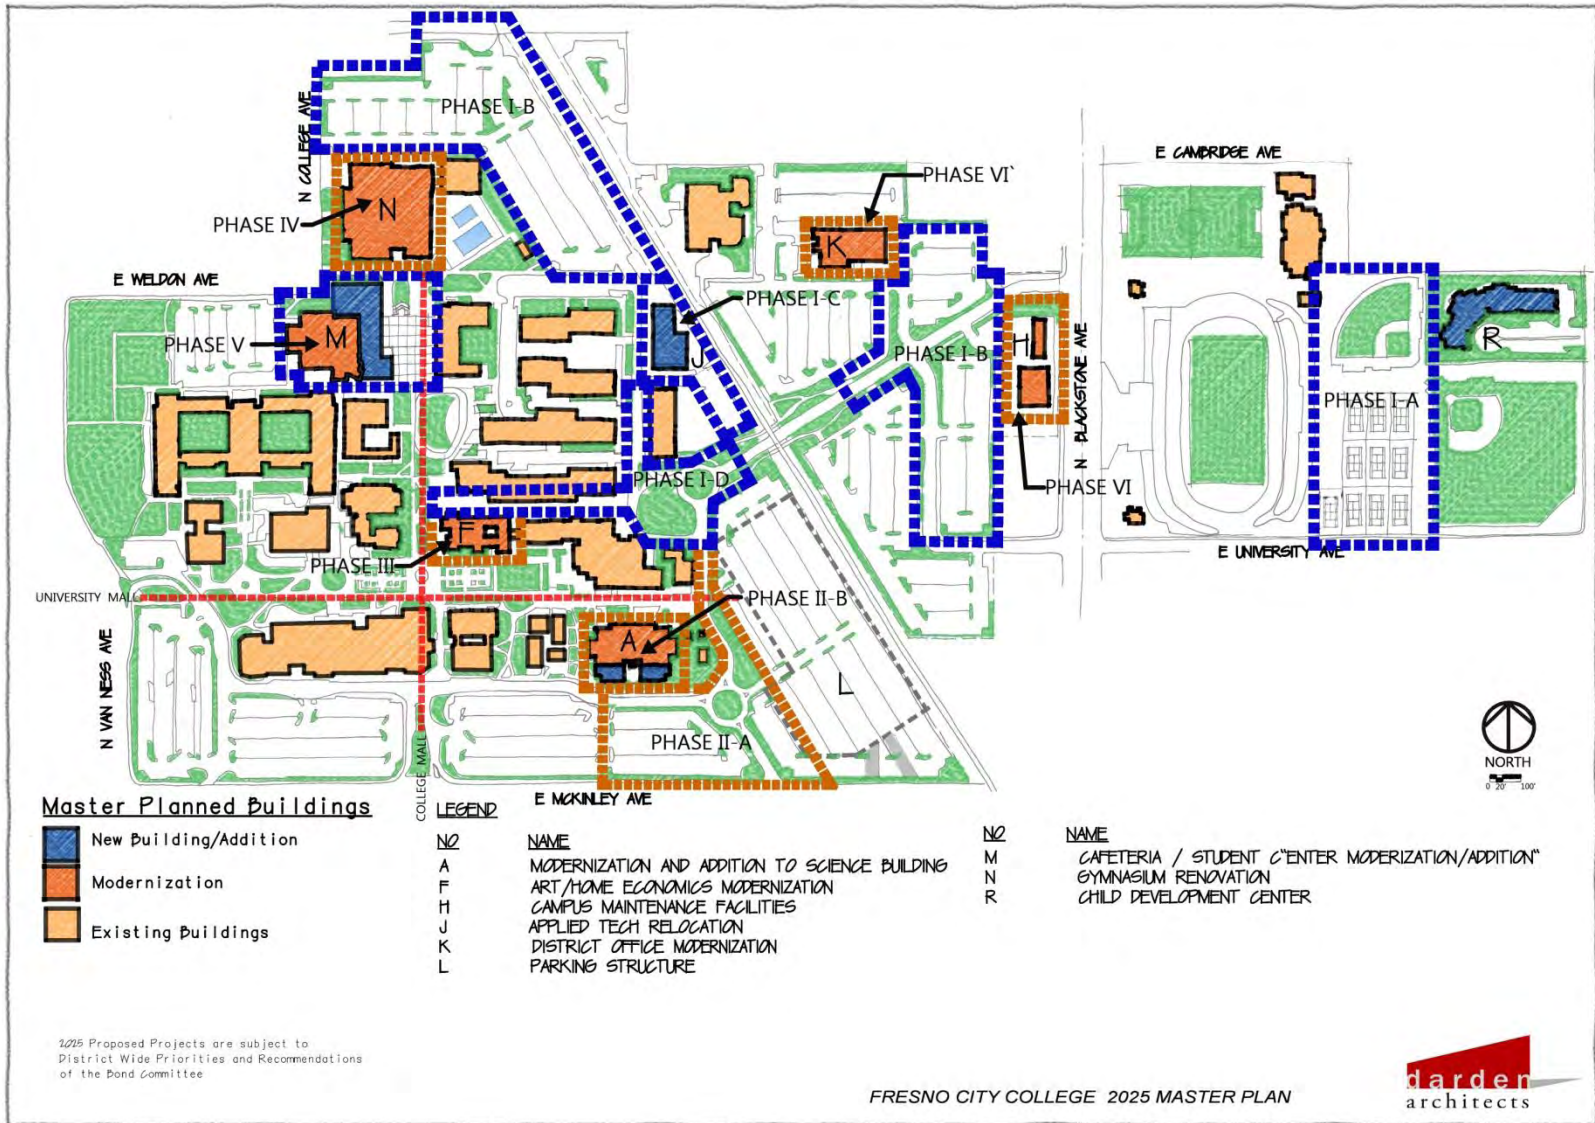 PHASE I-B
N COLLEGE AVE
E CAMBRIDGE AVE
PHASE VI`
N
PHASE IV
K
E WELDON AVE
PHASE I-C
PHASE V
M
J
PHASE I-B
H
R
N BLACKSTONE AVE
PHASE I-A
PHASE I-D
PHASE VI
F
E UNIVERSITY AVE
PHASE III
UNIVERSITY MALL
PHASE II-B
A
N VAN NESS AVE
L
PHASE II-A
COLLEGE MALL
NORTH
0 20' 100'
E MCKINLEY AVE
Master Planned Buildings
New Building/Addition
Modernization
Existing Buildings
LEGEND
NO NAME
A MODERNIZATION AND ADDITION TO SCIENCE BUILDING
F ART/HOME ECONOMICS MODERNIZATION
H CAMPUS MAINTENANCE FACILITIES
J APPLIED TECH RELOCATION
K DISTRICT OFFICE MODERNIZATION
L PARKING STRUCTURE
NO NAME
M CAFETERIA / STUDENT C"ENTER MODERIZATION/ADDITION"
N GYMNASIUM RENOVATION
R CHILD DEVELOPMENT CENTER
2025 Proposed Projects are subject to
District Wide Priorities and Recommendations
of the Bond Committee
FRESNO CITY COLLEGE 2025 MASTER PLAN
darden
architects